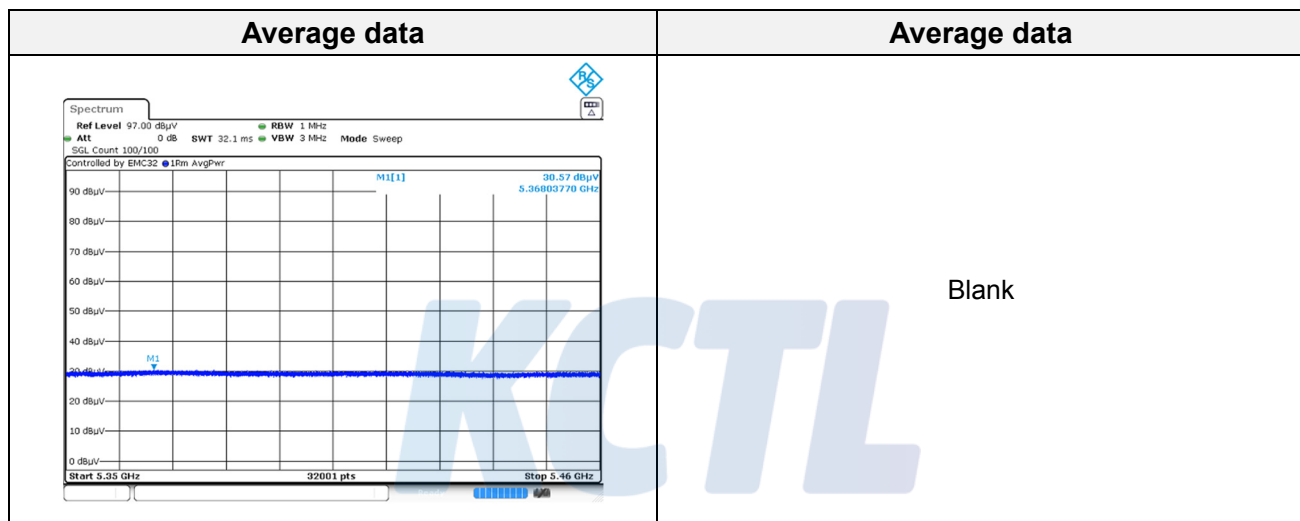 Average data
Average data
R&S
Spectrum
Ref Level 97.00 dBµV RBW 1 MHz
Att 0 dB SWT 32.1 ms VBW 3 MHz Mode Sweep
SGL Count 100/100
Controlled by EMC32 1Rm AvgPwr
M1[1] 30.57 dBµV
5.36803770 GHz
90 dBµV
80 dBµV
70 dBµV
60 dBµV
50 dBµV
40 dBµV
M1
20 dBµV
10 dBµV
0 dBµV
Start 5.35 GHz 32001 pts Stop 5.46 GHz
Blank
KCTL